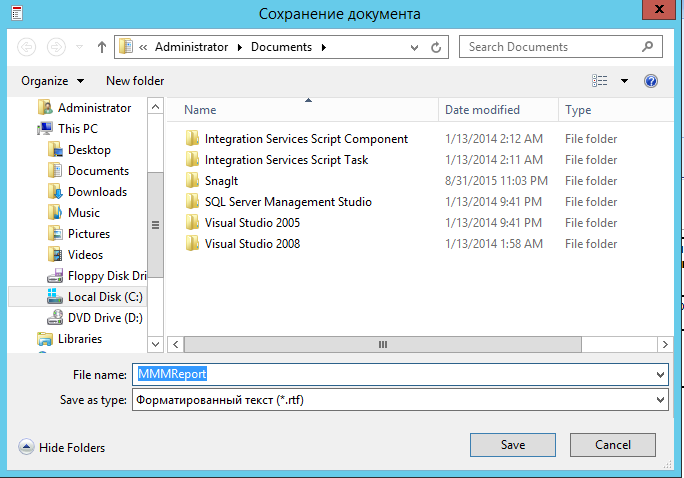 Сохранение документа
« Administrator Documents
Search Documents
Organize New folder
Administrator
This PC
Desktop
Documents
Downloads
Music
Pictures
Videos
Floppy Disk Dri
Local Disk (C:)
DVD Drive (D:)
Libraries
Name Date modified Type
Integration Services Script Component 1/13/2014 2:12 AM File folder
Integration Services Script Task 1/13/2014 2:11 AM File folder
SnagIt 8/31/2015 11:03 PM File folder
SQL Server Management Studio 1/13/2014 9:41 PM File folder
Visual Studio 2005 1/13/2014 9:41 PM File folder
Visual Studio 2008 1/13/2014 1:58 AM File folder
File name: MMMReport
Save as type: Форматированный текст (*.rtf)
Hide Folders Save Cancel